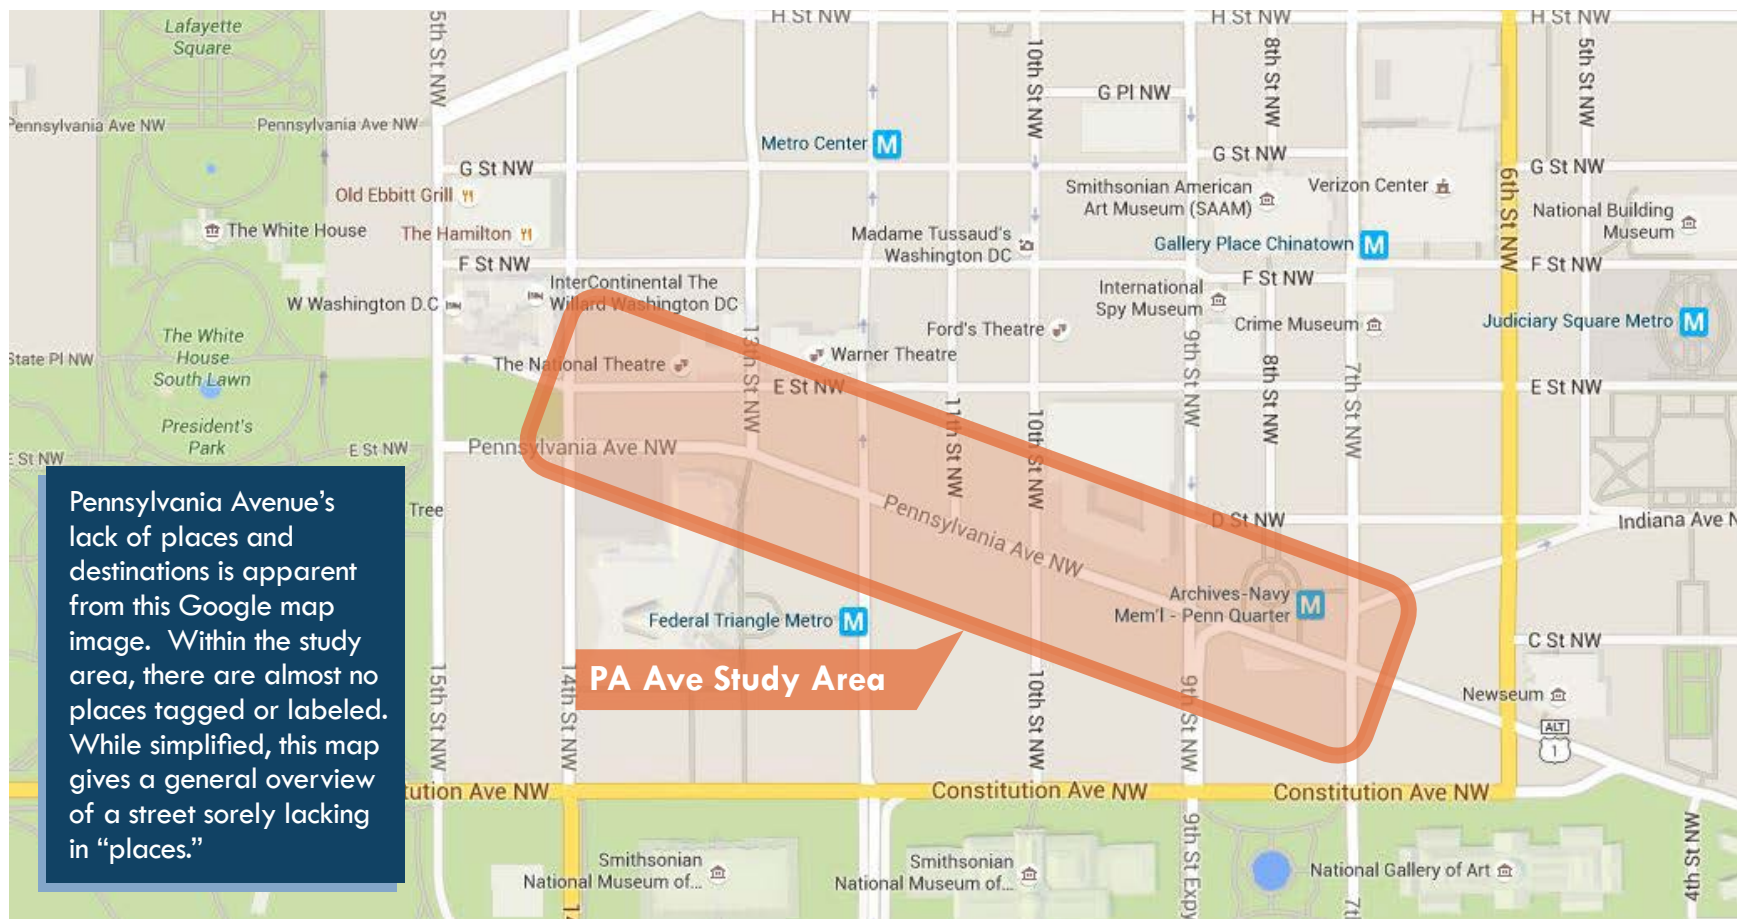 H St NW
H St NW
H St NW
Lafayette
Square
5th St NW
10th St NW
8th St NW
5th St NW
G Pl NW
Pennsylvania Ave NW
Pennsylvania Ave NW
Metro Center M
G St NW
G St NW
G St NW
6th St NW
Old Ebbitt Grill
Smithsonian American
Art Museum (SAAM)
Verizon Center
The White House
The Hamilton
Madame Tussaud's
Washington DC
Gallery Place Chinatown M
National Building
Museum
F St NW
F St NW
F St NW
W Washington D.C
InterContinental The
Willard Washington DC
International
Spy Museum
Crime Museum
Judiciary Square Metro M
The White
House
South Lawn
State Pl NW
The National Theatre
13th St NW
Warner Theatre
Ford's Theatre
9th St NW
8th St NW
7th St NW
E St NW
E St NW
President's
Park
E St NW
E St NW
Pennsylvania Ave NW
11th St NW
10th St NW
Pennsylvania Ave NW
D St NW
Indiana Ave N
Tree
Pennsylvania Avenue's
lack of places and
destinations is apparent
from this Google map
image. Within the study
area, there are almost no
places tagged or labeled.
While simplified, this map
gives a general overview
of a street sorely lacking
in “places.”
Federal Triangle Metro M
Archives-Navy
Mem'l - Penn Quarter M
C St NW
PA Ave Study Area
15th St NW
14th St NW
10th St NW
9th St NW
Newseum
ALT
1
tution Ave NW
Constitution Ave NW
Constitution Ave NW
Smithsonian
National Museum of...
Smithsonian
National Museum of...
9th St Expy
National Gallery of Art
4th St NW
14
7th